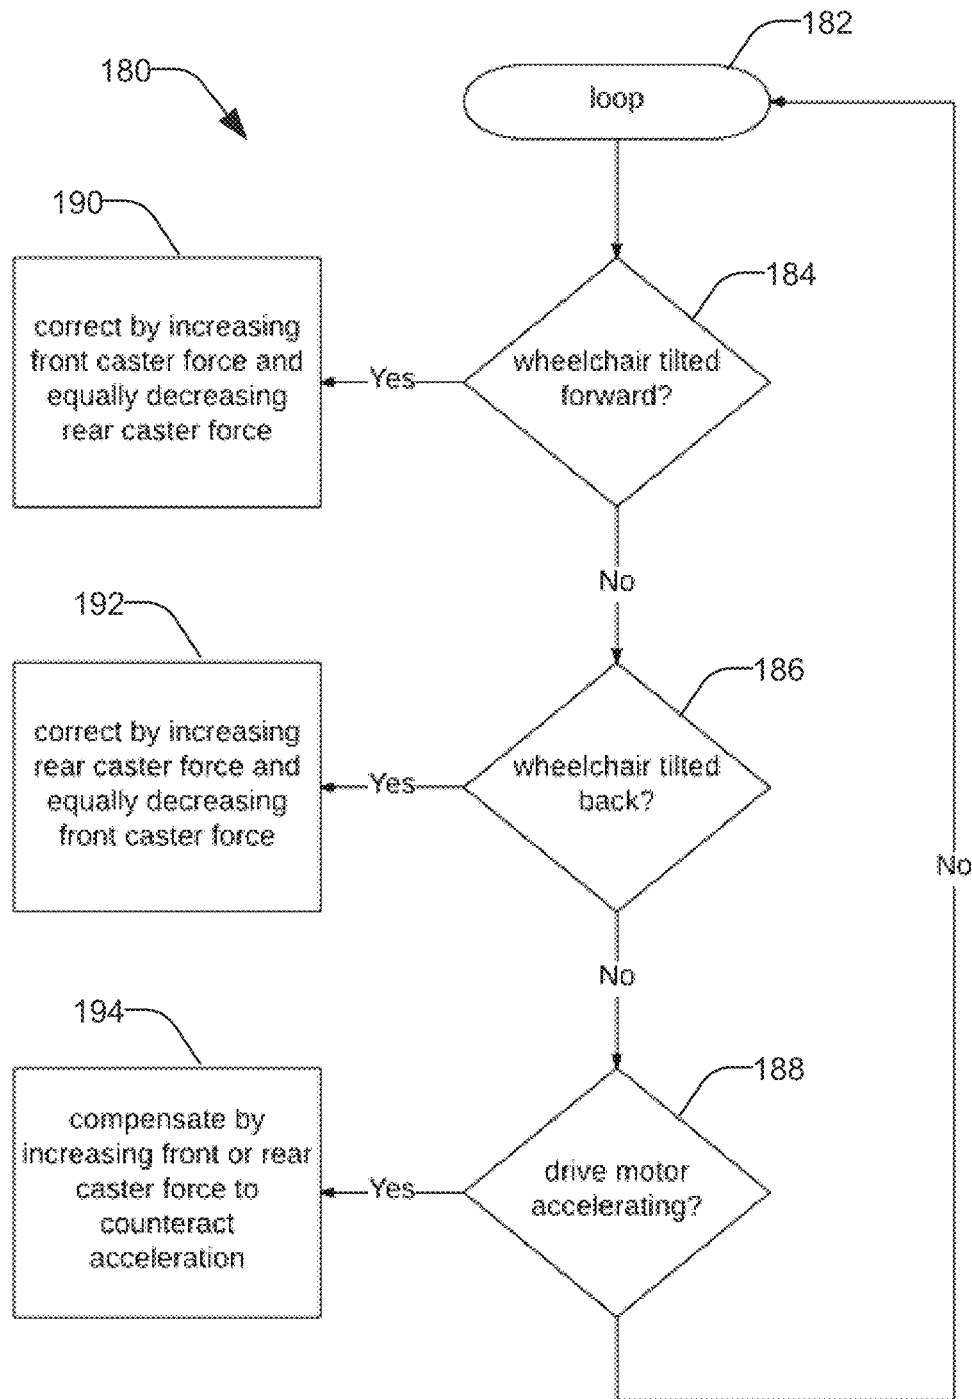 182
180
loop
190
184
correct by increasing
front caster force and
equally decreasing
rear caster force
Yes
wheelchair tilted
forward?
No
192
186
correct by increasing
rear caster force and
equally decreasing
front caster force
Yes
wheelchair tilted
back?
No
No
194
188
compensate by
increasing front or rear
caster force to
counteract
acceleration
Yes
drive motor
accelerating?